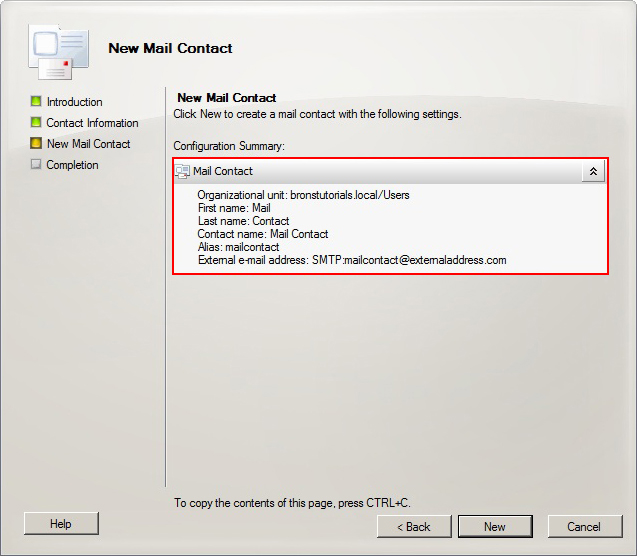 New Mail Contact
Introduction
Contact Information
New Mail Contact
Completion
New Mail Contact
Click New to create a mail contact with the following settings.
Configuration Summary:
Mail Contact
Organizational unit: bronstutorials.local/Users
First name: Mail
Last name: Contact
Contact name: Mail Contact
Alias: mailcontact
External e-mail address: SMTP:mailcontact@externaladdress.com
To copy the contents of this page, press CTRL+C.
Help
< Back
New
Cancel